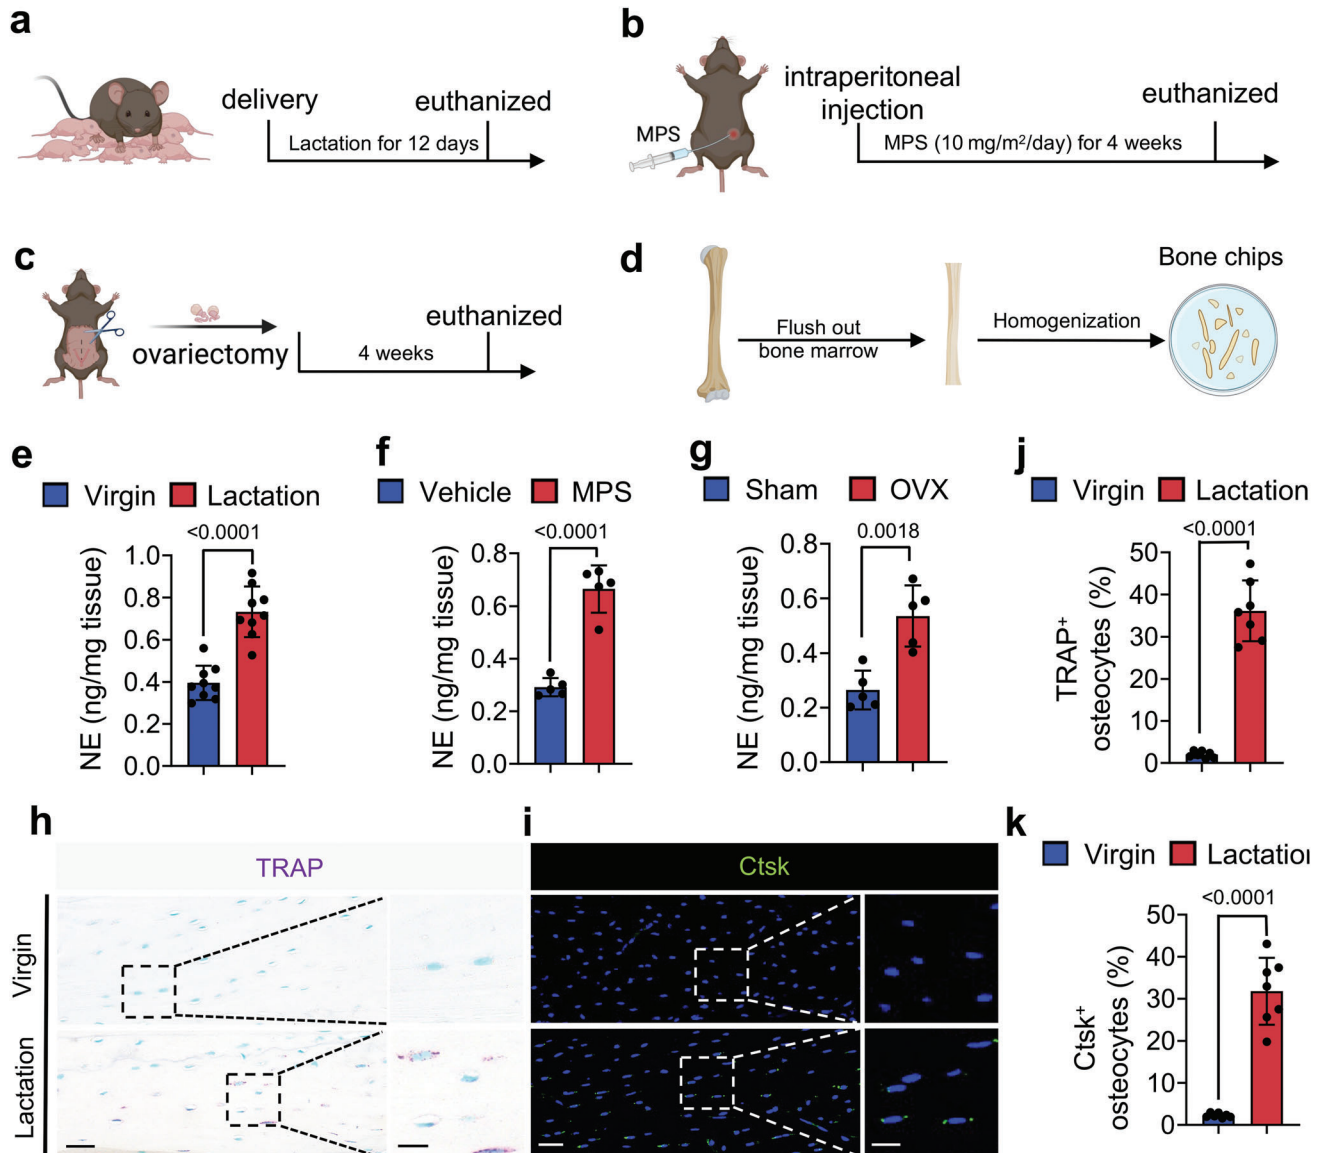 a
delivery
euthanized
Lactation for 12 days
b
MPS
intraperitoneal
injection
euthanized
MPS (10 mg/m²/day) for 4 weeks
c
ovariectomy
euthanized
4 weeks
d
Flush out
bone marrow
Homogenization
Bone chips
e
Virgin Lactation
<0.0001
NE (ng/mg tissue)
1.0
0.8
0.6
0.4
0.2
0.0
f
Vehicle MPS
<0.0001
NE (ng/mg tissue)
0.8
0.6
0.4
0.2
0.0
g
Sham OVX
0.0018
NE (ng/mg tissue)
0.8
0.6
0.4
0.2
0.0
j
Virgin Lactation
<0.0001
TRAP⁺
osteocytes (%)
50
40
30
20
10
0
h
TRAP
Virgin
Lactation
i
Ctsk
k
Virgin Lactation
<0.0001
Ctsk⁺
osteocytes (%)
50
40
30
20
10
0